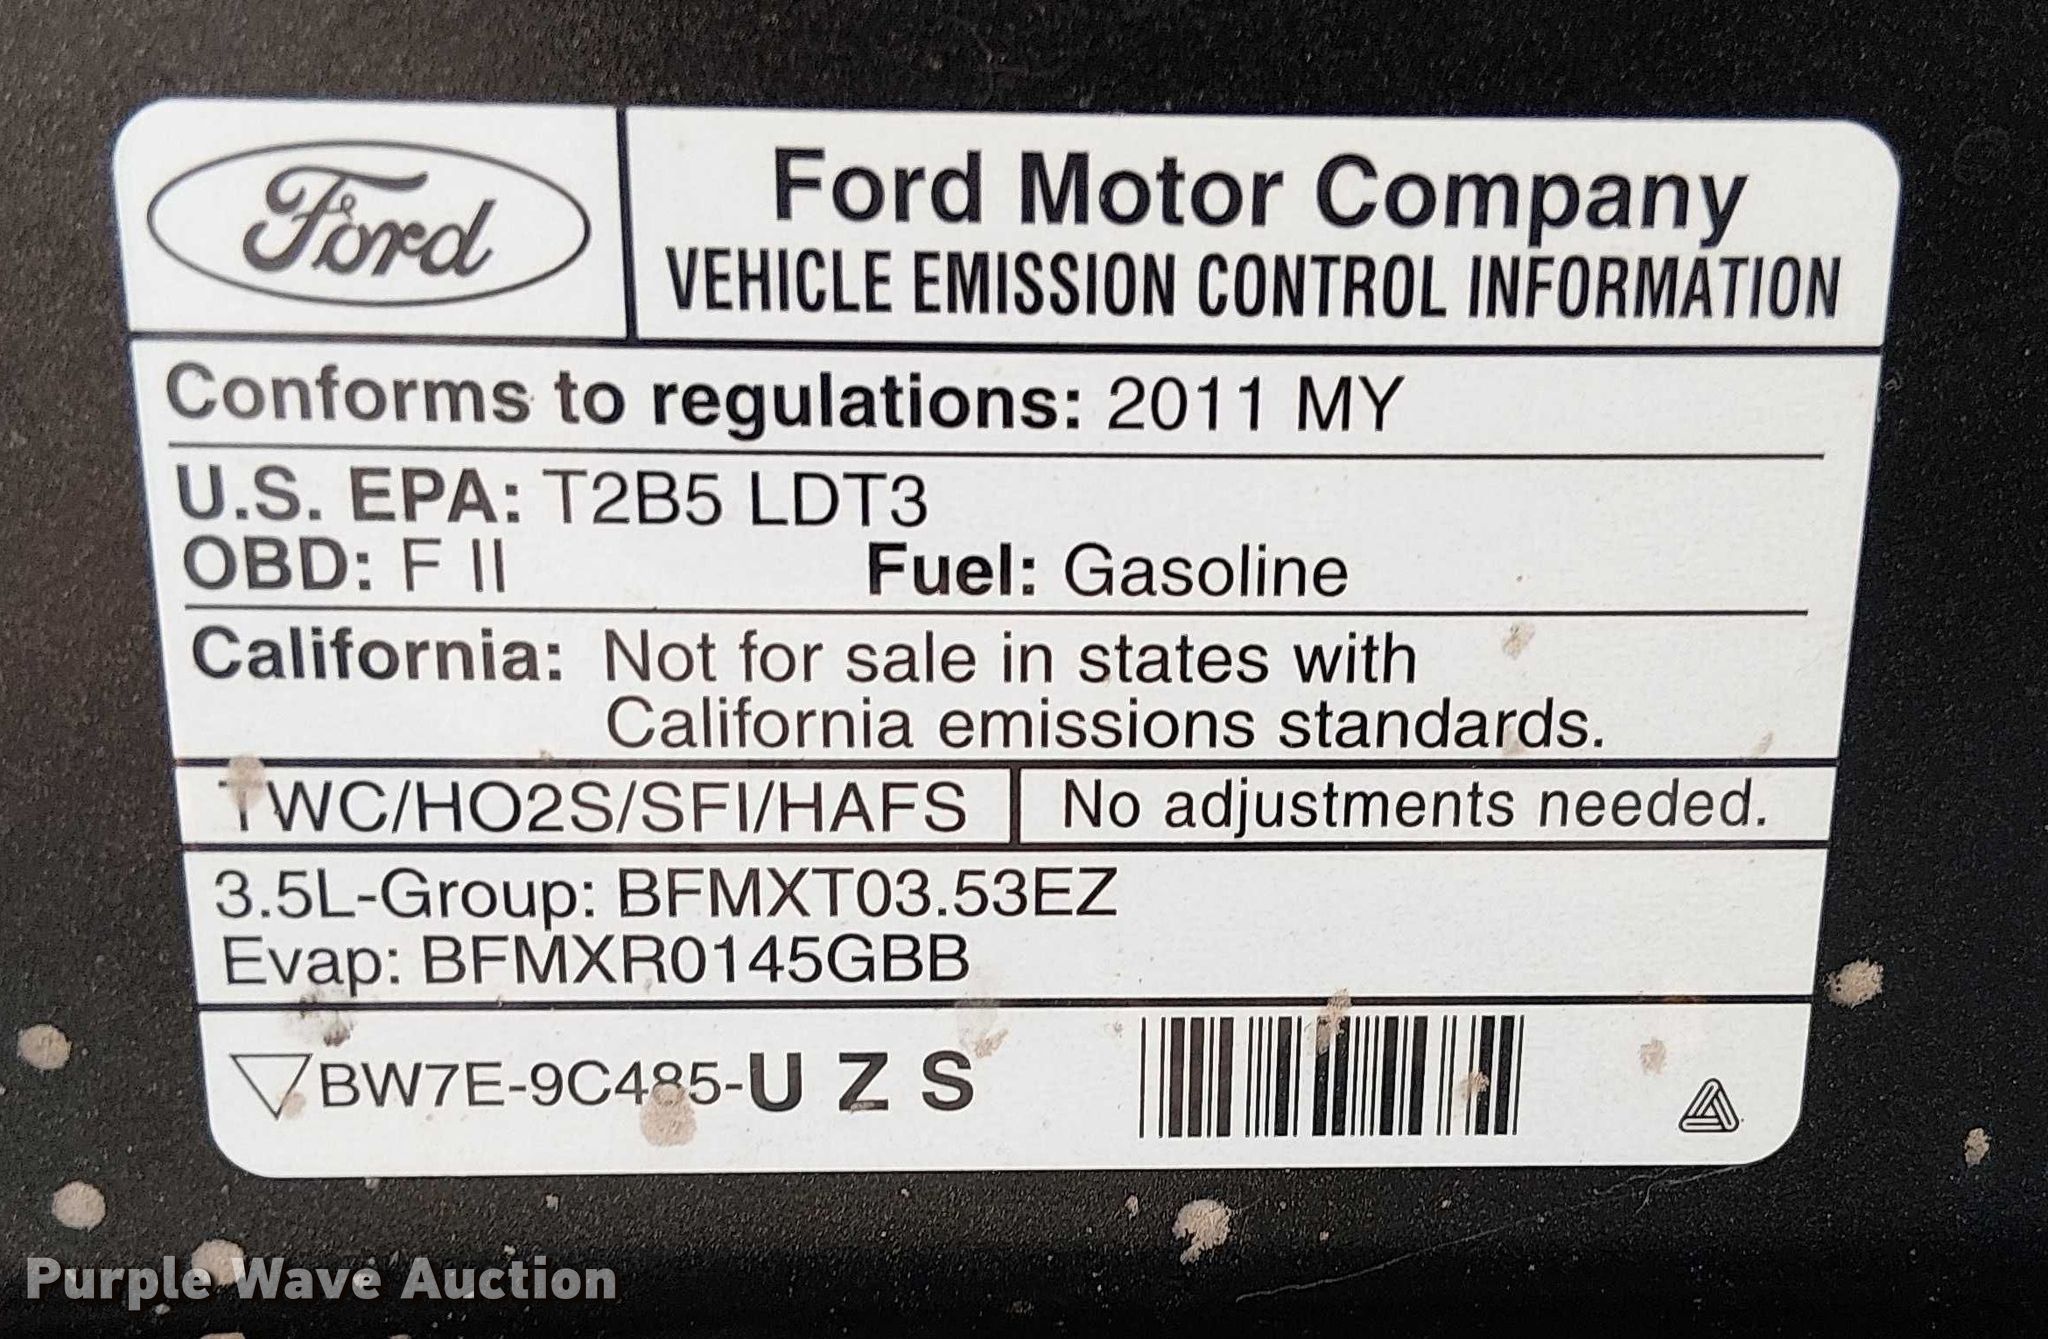 Ford
Ford Motor Company
VEHICLE EMISSION CONTROL INFORMATION
Conforms to regulations: 2011 MY
U.S. EPA: T2B5 LDT3
OBD: F II Fuel: Gasoline
California: Not for sale in states with
California emissions standards.
TWC/HO2S/SFI/HAFS
No adjustments needed.
3.5L-Group: BFMXT03.53EZ
Evap: BFMXR0145GBB
BW7E-9C485-U Z S
Purple Wave Auction